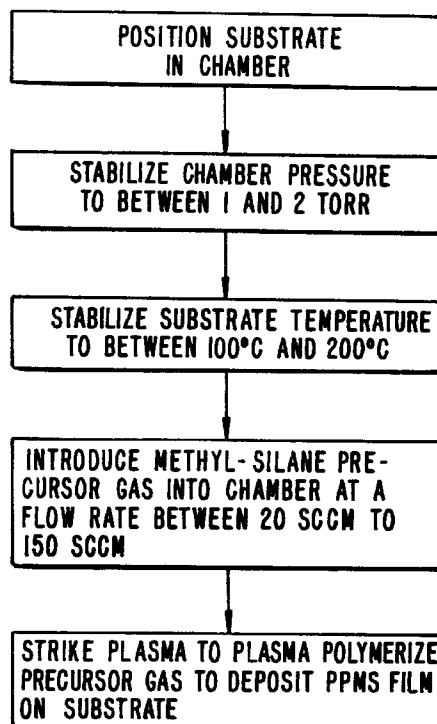 POSITION SUBSTRATE
IN CHAMBER
STABILIZE CHAMBER PRESSURE
TO BETWEEN 1 AND 2 TORR
STABILIZE SUBSTRATE TEMPERATURE
TO BETWEEN 100°C AND 200°C
INTRODUCE METHYL-SILANE PRE-
CURSOR GAS INTO CHAMBER AT A
FLOW RATE BETWEEN 20 SCCM TO
150 SCCM
STRIKE PLASMA TO PLASMA POLYMERIZE
PRECURSOR GAS TO DEPOSIT PPMS FILM
ON SUBSTRATE